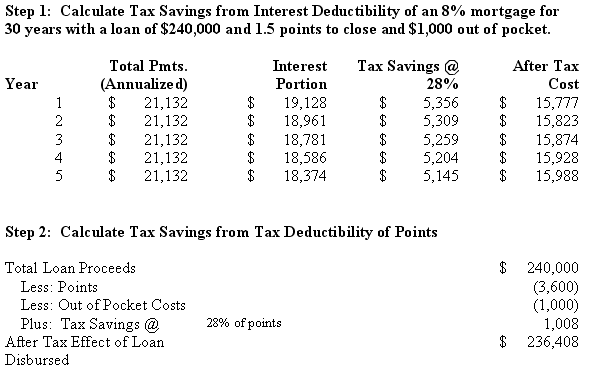 Step 1: Calculate Tax Savings from Interest Deductibility of an 8% mortgage for
30 years with a loan of $240,000 and 1.5 points to close and $1,000 out of pocket.
Total Pmts. Interest Tax Savings @ After Tax
Year (Annualized) Portion 28% Cost
1 $ 21,132 $ 19,128 $ 5,356 $ 15,777
2 $ 21,132 $ 18,961 $ 5,309 $ 15,823
3 $ 21,132 $ 18,781 $ 5,259 $ 15,874
4 $ 21,132 $ 18,586 $ 5,204 $ 15,928
5 $ 21,132 $ 18,374 $ 5,145 $ 15,988
Step 2: Calculate Tax Savings from Tax Deductibility of Points
Total Loan Proceeds $ 240,000
Less: Points (3,600)
Less: Out of Pocket Costs (1,000)
Plus: Tax Savings @ 28% of points 1,008
After Tax Effect of Loan $ 236,408
Disbursed